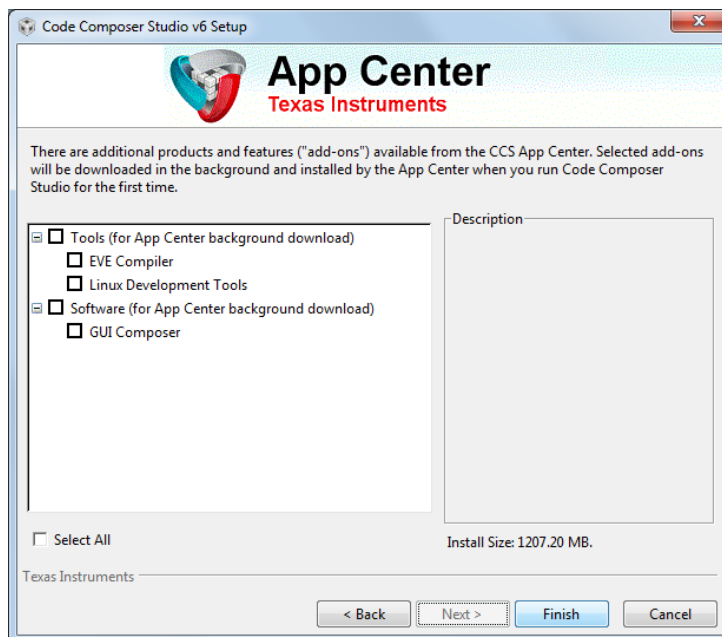 Code Composer Studio v6 Setup
App Center
Texas Instruments
There are additional products and features ("add-ons") available from the CCS App Center. Selected add-ons
will be downloaded in the background and installed by the App Center when you run Code Composer
Studio for the first time.
Tools (for App Center background download)
EVE Compiler
Linux Development Tools
Software (for App Center background download)
GUI Composer
Description
Select All
Install Size: 1207.20 MB.
Texas Instruments
< Back Next > Finish Cancel